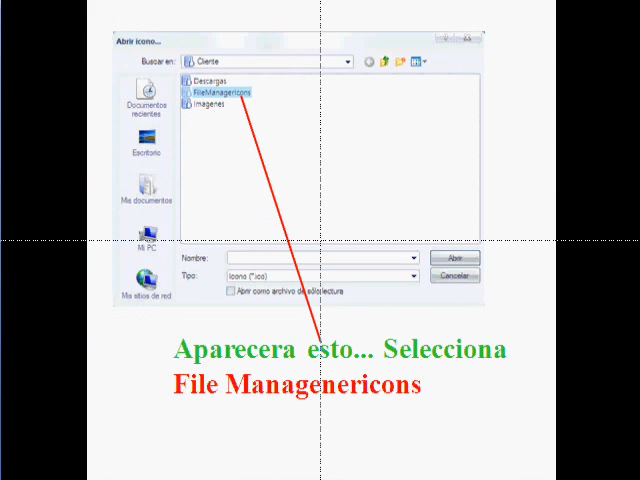 Abrir icono...
Buscar en:
Cliente
Descargas
FileManagerIcons
Imagenes
Documentos
recientes
Escritorio
Mis documentos
Mi PC
Mis sitios de red
Nombre:
Abrir
Tipo:
Icono (*.ico)
Cancelar
Abrir como archivo de sólo lectura
Aparecera esto... Selecciona
File Managenericons